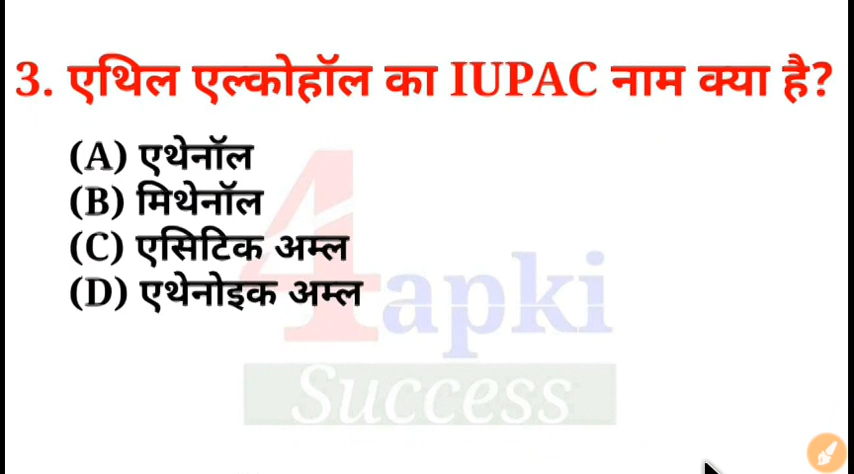 3. एथिल एल्कोहॉल का IUPAC नाम क्या है?
(A) एथेनॉल
(B) मिथेनॉल
(C) एसिटिक अम्ल
(D) एथेनोइक अम्ल
4apki
Success